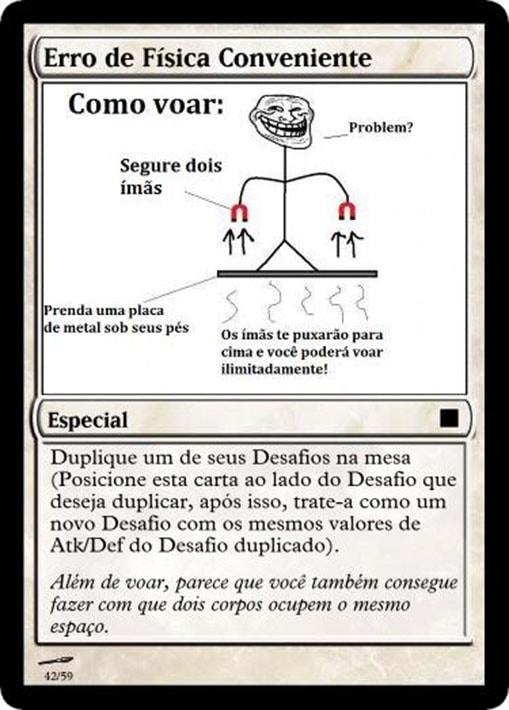 Erro de Física Conveniente
Como voar:
Problem?
Segure dois
ímãs
Prenda uma placa
de metal sob seus pés
Os ímãs te puxarão para
cima e você poderá voar
ilimitadamente!
Especial
Duplique um de seus Desafios na mesa
(Posicione esta carta ao lado do Desafio que
deseja duplicar, após isso, trate-a como um
novo Desafio com os mesmos valores de
Atk/Def do Desafio duplicado).
Além de voar, parece que você também consegue
fazer com que dois corpos ocupem o mesmo
espaço.
42/59